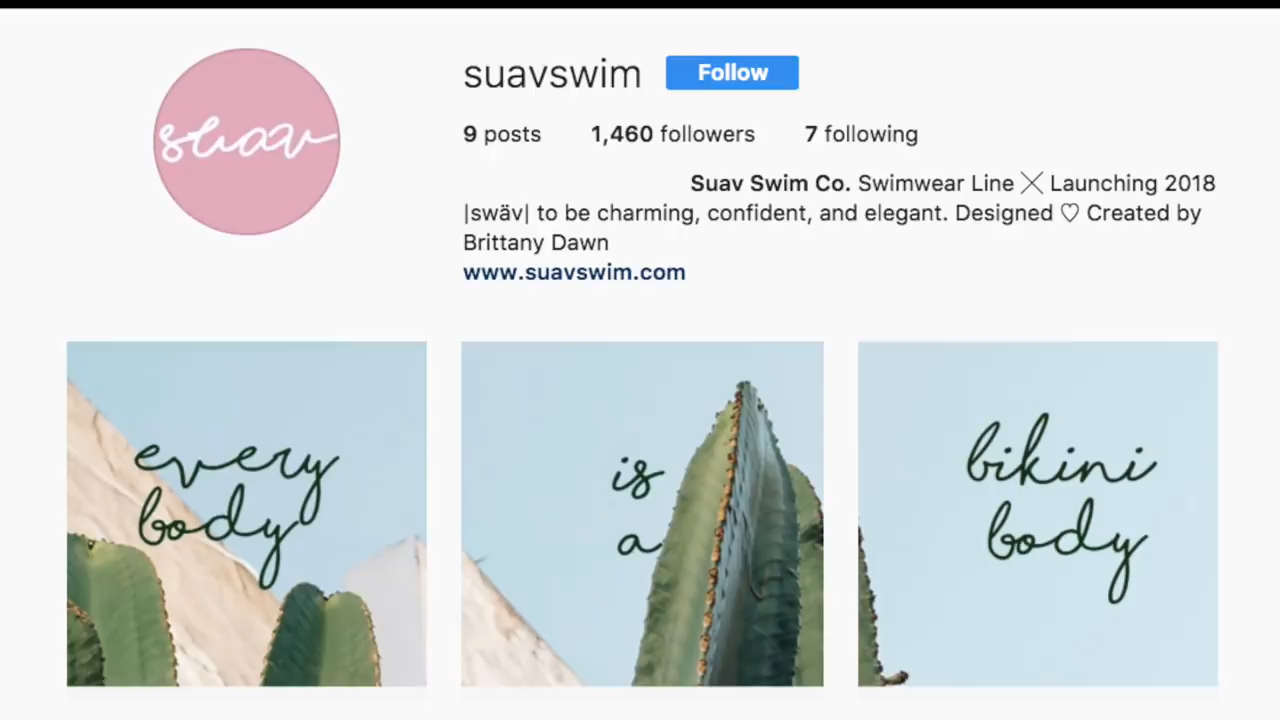 suav
suavswim Follow
9 posts 1,460 followers 7 following
Suav Swim Co. Swimwear Line ╳ Launching 2018
|swäv| to be charming, confident, and elegant. Designed ♡ Created by
Brittany Dawn
www.suavswim.com
every
body
is
a
bikini
body